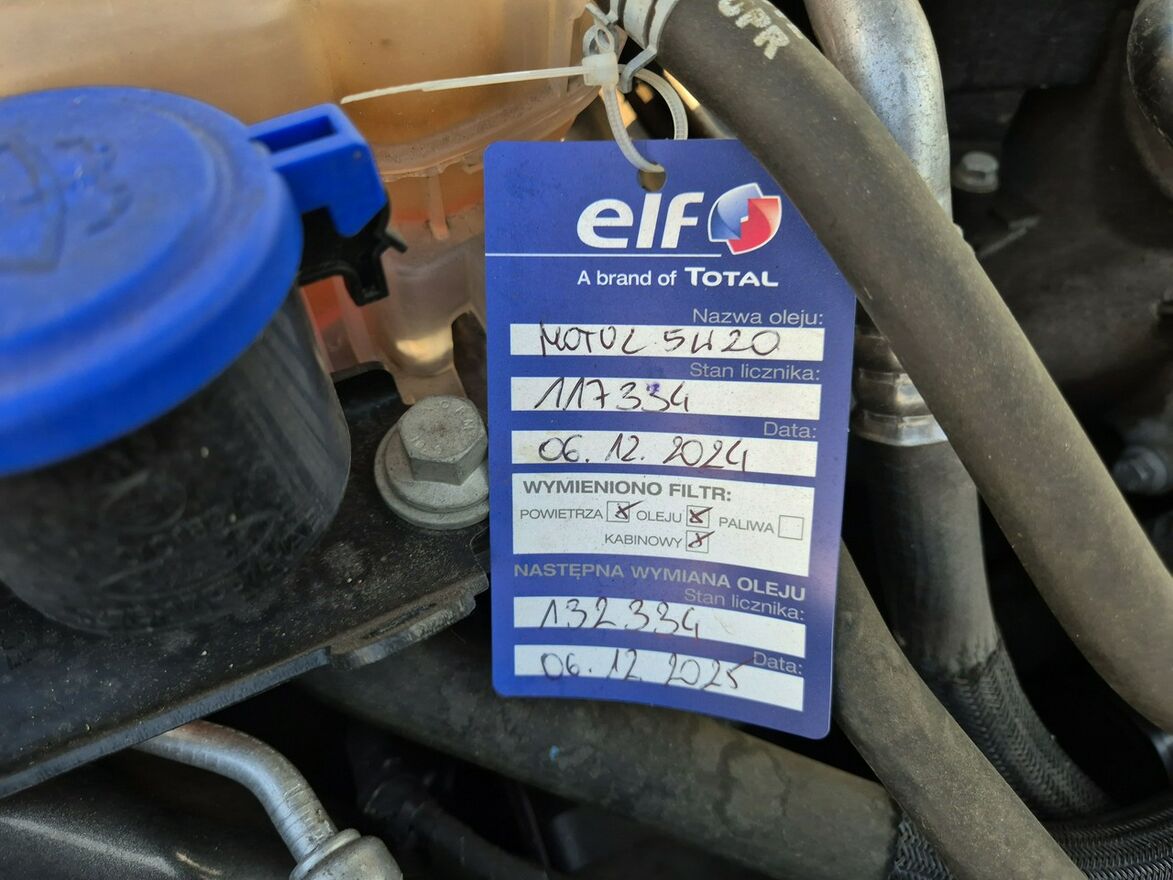 UPR
elf
A brand of TOTAL
Nazwa oleju:
MOTUL 5W20
Stan licznika:
117334
Data:
06.12.2024
WYMIENIONO FILTR:
POWIETRZA OLEJU PALIWA
KABINOWY
NASTĘPNA WYMIANA OLEJU
Stan licznika:
132334
Data:
06.12.2025